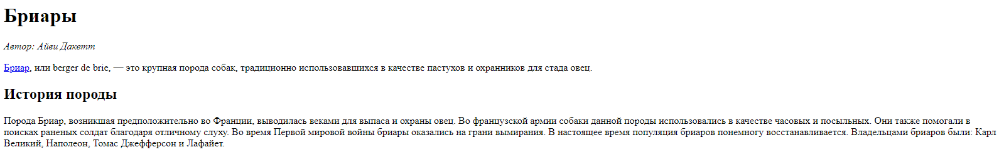 Бриары
Автор: Айви Дакетт
Бриар, или berger de brie, — это крупная порода собак, традиционно использовавшихся в качестве пастухов и охранников для стада овец.
История породы
Порода Бриар, возникшая предположительно во Франции, выводилась веками для выпаса и охраны овец. Во французской армии собаки данной породы использовались в качестве часовых и посыльных. Они также помогали в
поисках раненых солдат благодаря отличному слуху. Во время Первой мировой войны бриары оказались на грани вымирания. В настоящее время популяция бриаров понемногу восстанавливается. Владельцами бриаров были: Карл
Великий, Наполеон, Томас Джефферсон и Лафайет.